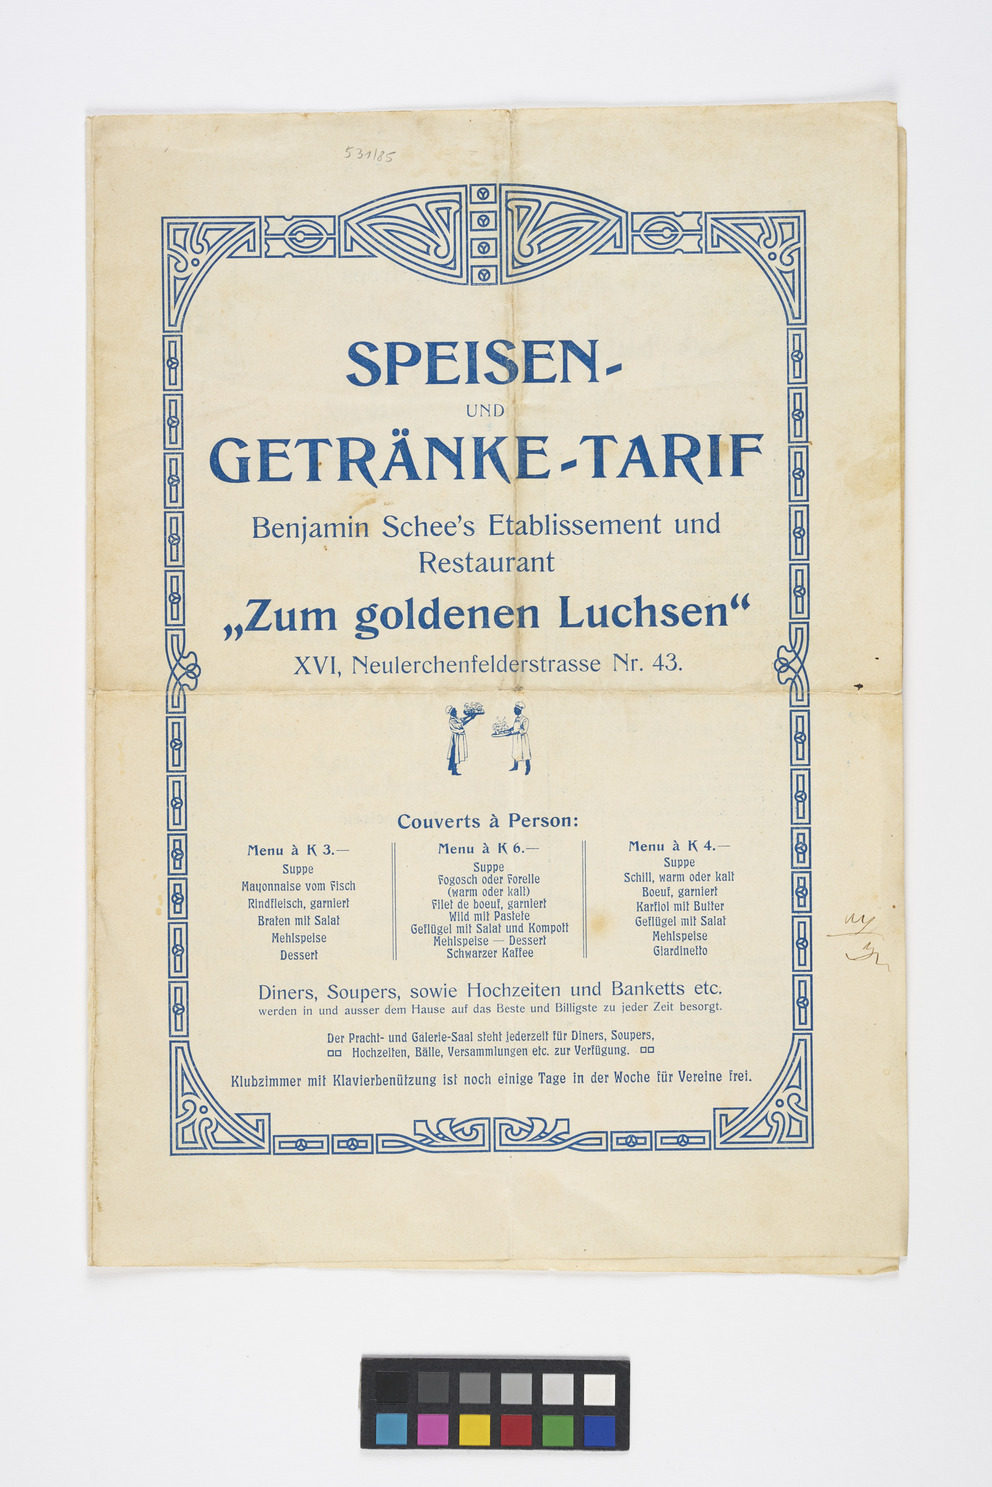 531/85
SPEISEN-
UND
GETRÄNKE-TARIF
Benjamin Schee's Etablissement und
Restaurant
„Zum goldenen Luchsen“
XVI, Neulerchenfelderstrasse Nr. 43.
Couverts à Person:
Menu à K 3.—
Suppe
Mayonnaise vom Fisch
Rindfleisch, garniert
Braten mit Salat
Mehlspeise
Dessert
Menu à K 6.—
Suppe
Fogosch oder Forelle
(warm oder kalt)
Filet de boeuf, garniert
Wild mit Pastete
Geflügel mit Salat und Kompott
Mehlspeise — Dessert
Schwarzer Kaffee
Menu à K 4.—
Suppe
Schill, warm oder kalt
Boeuf, garniert
Karfiol mit Butter
Geflügel mit Salat
Mehlspeise
Giardinetto
Diners, Soupers, sowie Hochzeiten und Banketts etc.
werden in und ausser dem Hause auf das Beste und Billigste zu jeder Zeit besorgt.
Der Pracht- und Galerie-Saal steht jederzeit für Diners, Soupers,
Hochzeiten, Bälle, Versammlungen etc. zur Verfügung.
Klubzimmer mit Klavierbenützung ist noch einige Tage in der Woche für Vereine frei.